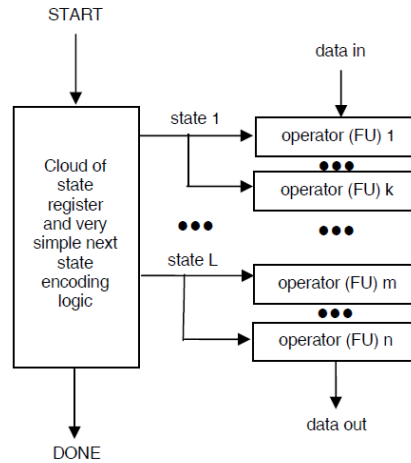 START
data in
state 1
operator (FU) 1
●●●
Cloud of
state
register
and very
simple next
state
encoding
logic
operator (FU) k
●●●
●●●
state L
operator (FU) m
●●●
operator (FU) n
data out
DONE